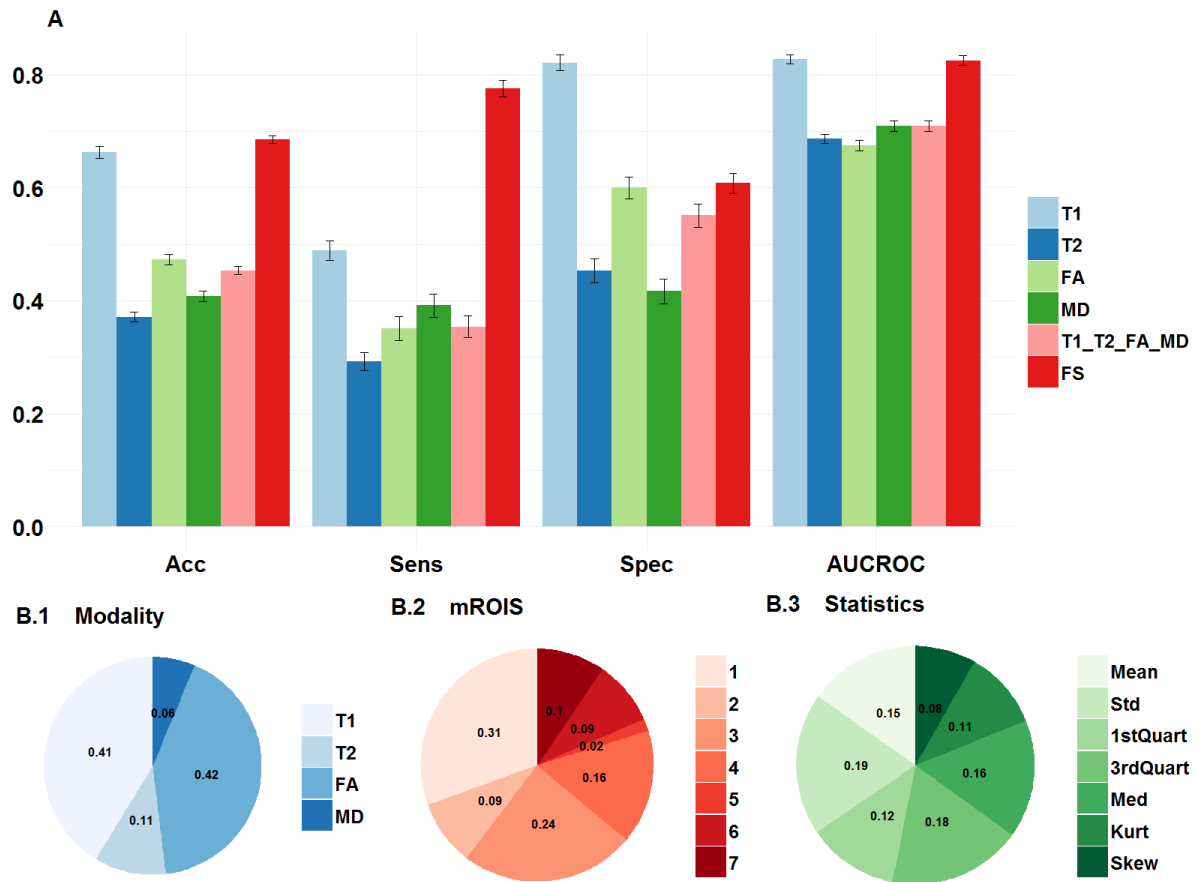 A
0.8
0.6
0.4
0.2
0.0
Acc Sens Spec AUCROC
T1
T2
FA
MD
T1_T2_FA_MD
FS
B.1 Modality
0.06
0.41
0.42
0.11
T1
T2
FA
MD
B.2 mROIS
0.1
0.09
0.02
0.31
0.16
0.09
0.24
1
2
3
4
5
6
7
B.3 Statistics
0.08
0.15
0.11
0.19
0.16
0.12
0.18
Mean
Std
1stQuart
3rdQuart
Med
Kurt
Skew